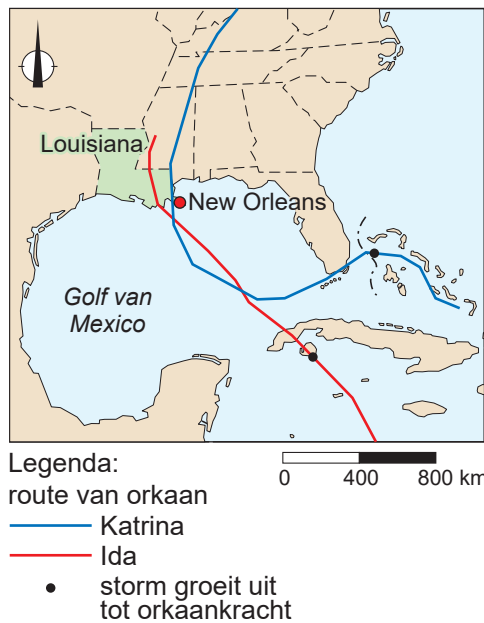 Louisiana
New Orleans
Golf van
Mexico
Legenda:
route van orkaan
0 400 800 km
Katrina
Ida
storm groeit uit
tot orkaankracht